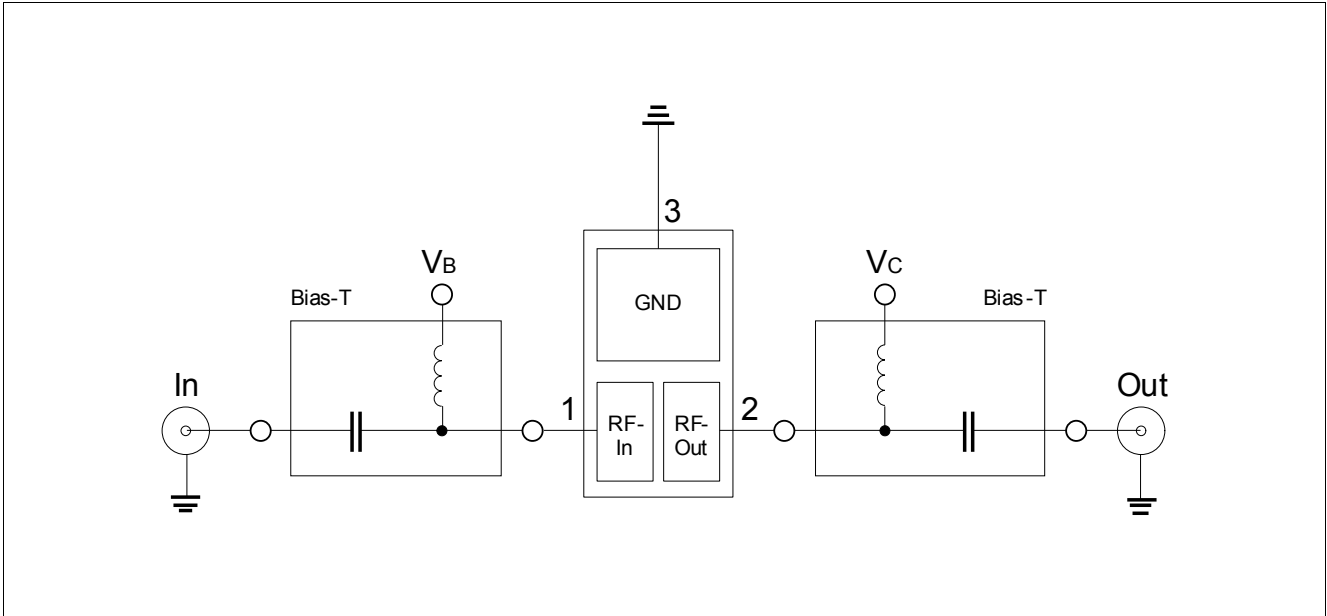 3
VB
VC
Bias-T
Bias-T
GND
In
Out
1
2
RF-
In
RF-
Out